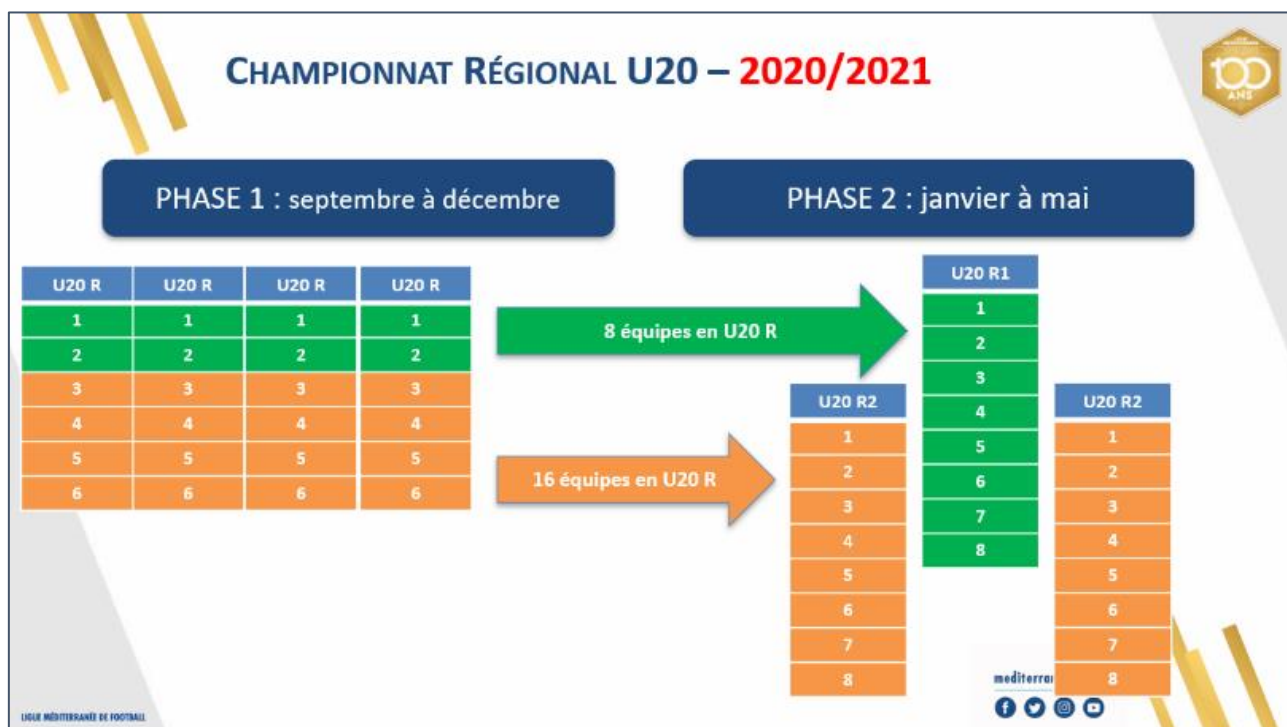 CHAMPIONNAT RÉGIONAL U20 – 2020/2021
100
ANS
PHASE 1 : septembre à décembre
PHASE 2 : janvier à mai
U20 R U20 R U20 R U20 R
1 1 1 1
2 2 2 2
3 3 3 3
4 4 4 4
5 5 5 5
6 6 6 6
8 équipes en U20 R
16 équipes en U20 R
U20 R2
1
2
3
4
5
6
7
8
U20 R1
1
2
3
4
5
6
7
8
U20 R2
1
2
3
4
5
6
7
8
LIGUE MÉDITERRANÉE DE FOOTBALL